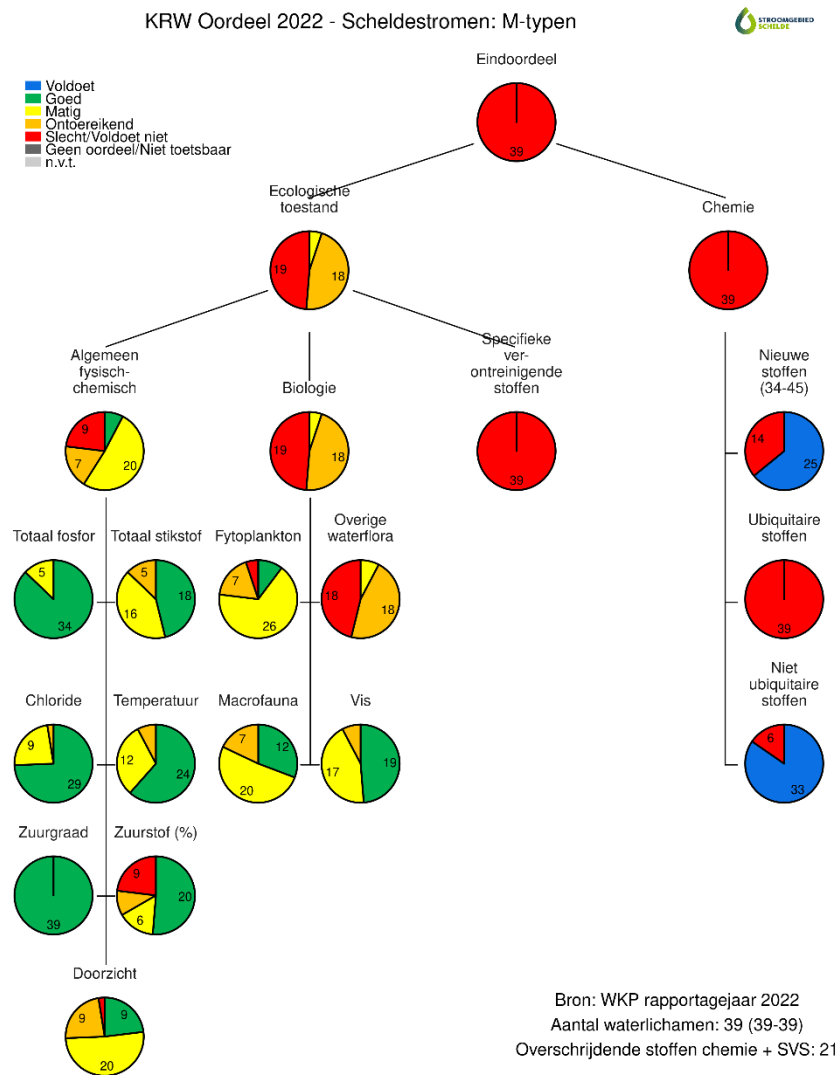 KRW Oordeel 2022 - Scheldestromen: M-typen
STROOMGEBIED
SCHELDE
Voldoet
Goed
Matig
Ontoereikend
Slecht/Voldoet niet
Geen oordeel/Niet toetsbaar
n.v.t.
Eindoordeel
39
Ecologische
toestand
19
18
Chemie
39
Algemeen
fysisch-
chemisch
9
7
20
Biologie
19
18
Specifieke
ver-
ontreinigende
stoffen
39
Nieuwe
stoffen
(34-45)
14
25
Totaal fosfor
5
34
Totaal stikstof
5
18
16
Fytoplankton
7
26
Overige
waterflora
18
18
Ubiquitaire
stoffen
39
Chloride
9
29
Temperatuur
12
24
Macrofauna
7
12
20
Vis
17
19
Niet
ubiquitaire
stoffen
6
33
Zuurgraad
39
Zuurstof (%)
9
20
6
Doorzicht
9
9
20
Bron: WKP rapportagejaar 2022
Aantal waterlichamen: 39 (39-39)
Overschrijdende stoffen chemie + SVS: 21